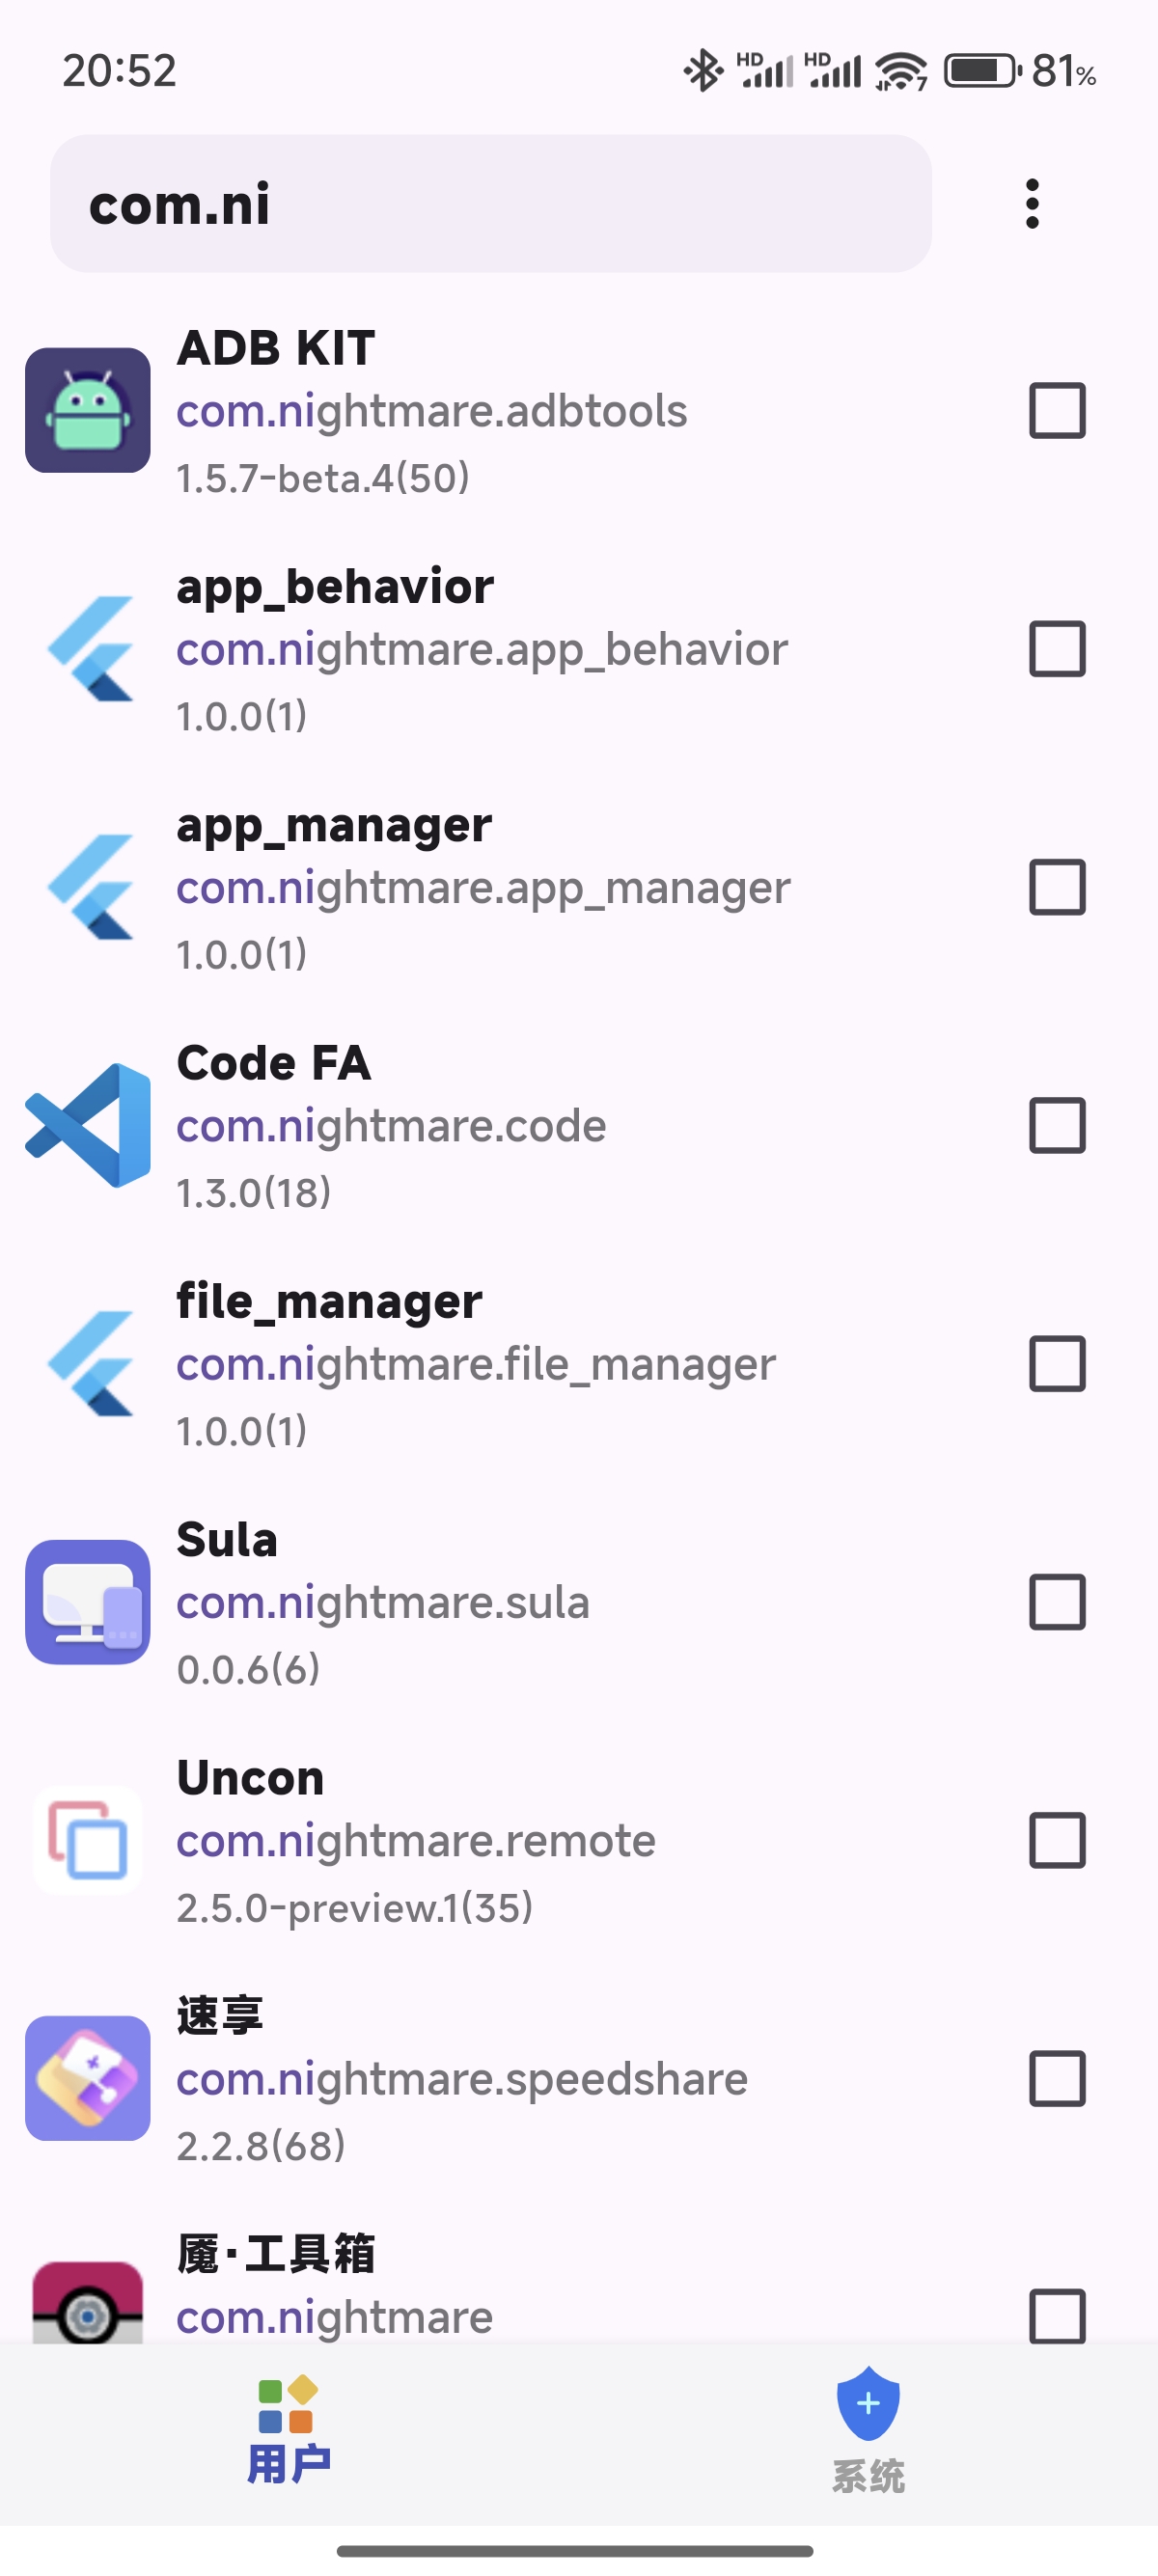 20:52
HD HD 7 81%
com.ni
ADB KIT
com.nightmare.adbtools
1.5.7-beta.4(50)
app_behavior
com.nightmare.app_behavior
1.0.0(1)
app_manager
com.nightmare.app_manager
1.0.0(1)
Code FA
com.nightmare.code
1.3.0(18)
file_manager
com.nightmare.file_manager
1.0.0(1)
Sula
com.nightmare.sula
0.0.6(6)
Uncon
com.nightmare.remote
2.5.0-preview.1(35)
速享
com.nightmare.speedshare
2.2.8(68)
魇·工具箱
com.nightmare
用户
系统